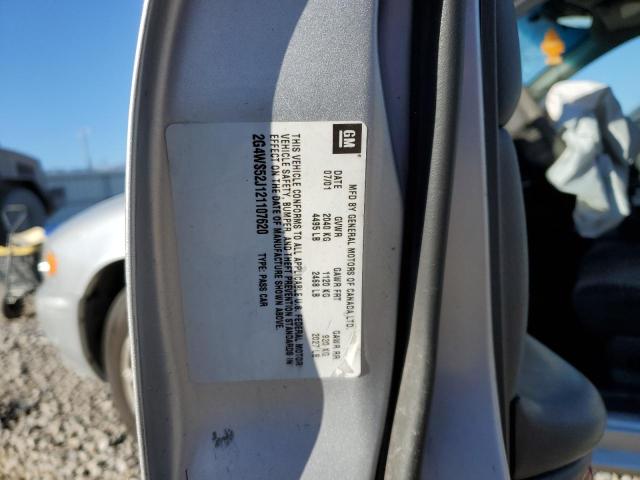 GM
MFD BY GENERAL MOTORS OF CANADA LTD.
DATE GVWR GAWR FRT GAWR RR
07/01 2040 KG 1120 KG 920 KG
4495 LB 2468 LB 2027 LB
THIS VEHICLE CONFORMS TO ALL APPLICABLE U.S. FEDERAL MOTOR
VEHICLE SAFETY, BUMPER, AND THEFT PREVENTION STANDARDS IN
EFFECT ON THE DATE OF MANUFACTURE SHOWN ABOVE.
2G4WS52J121107620 TYPE: PASS CAR